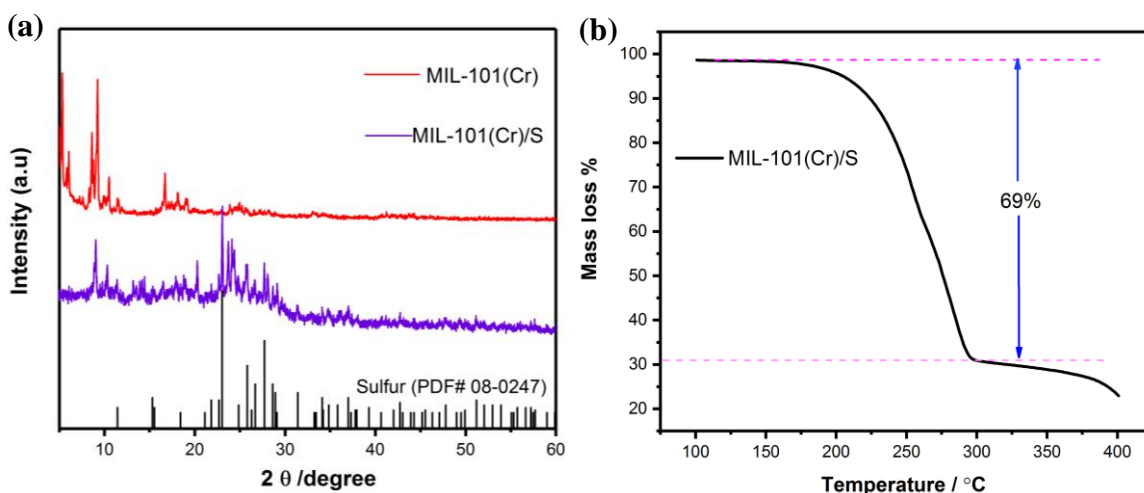 (a)
MIL-101(Cr)
MIL-101(Cr)/S
Sulfur (PDF# 08-0247)
Intensity (a.u)
10 20 30 40 50 60
2 θ /degree
(b)
100
90
80
70
60
50
40
30
20
Mass loss %
MIL-101(Cr)/S
69%
100 150 200 250 300 350 400
Temperature / °C